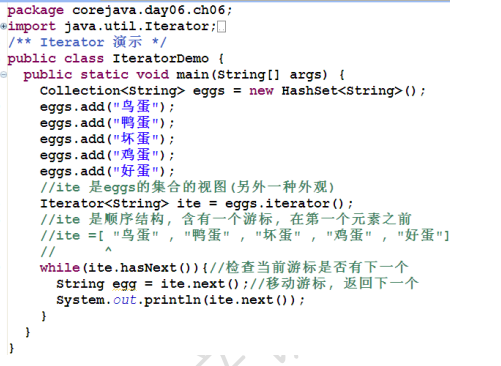 package corejava.day06.ch06;
import java.util.Iterator;
/** Iterator 演示 */
public class IteratorDemo {
  public static void main(String[] args) {
    Collection<String> eggs = new HashSet<String>();
    eggs.add("鸟蛋");
    eggs.add("鸭蛋");
    eggs.add("坏蛋");
    eggs.add("鸡蛋");
    eggs.add("好蛋");
    //ite 是eggs的集合的视图(另外一种外观)
    Iterator<String> ite = eggs.iterator();
    //ite 是顺序结构, 含有一个游标, 在第一个元素之前
    //ite =[ "鸟蛋" , "鸭蛋" , "坏蛋" , "鸡蛋" , "好蛋"]
    //      ^
    while(ite.hasNext()){//检查当前游标是否有下一个
      String egg = ite.next();//移动游标, 返回下一个
      System.out.println(ite.next());
    }
  }
}